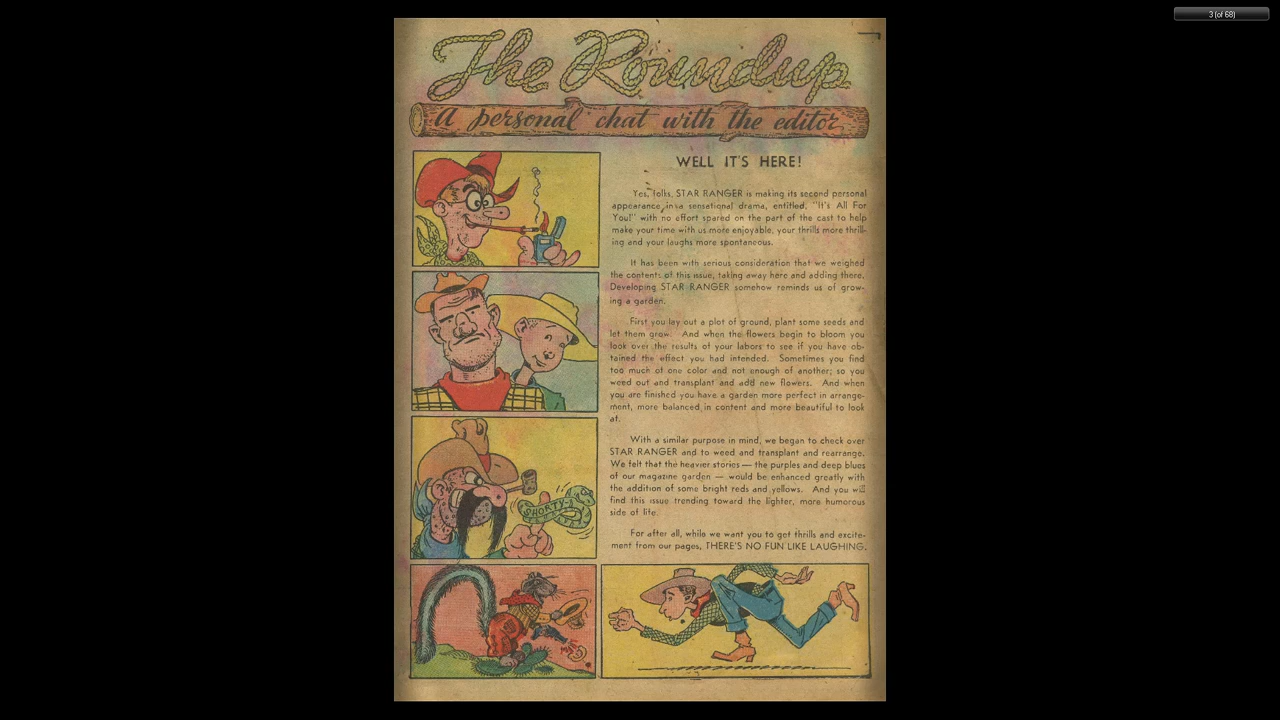 3 (of 68)
The Roundup
A personal chat with the editor
WELL IT'S HERE!
Yes, folks, STAR RANGER is making its second personal
appearance in a sensational drama, entitled, "It's All For
You!" with no effort spared on the part of the cast to help
make your time with us more enjoyable, your thrills more thrill-
ing and your laughs more spontaneous.
It has been with serious consideration that we weighed
the contents of this issue, taking away here and adding there.
Developing STAR RANGER somehow reminds us of grow-
ing a garden.
First you lay out a plot of ground, plant some seeds and
let them grow. And when the flowers begin to bloom you
look over the results of your labors to see if you have ob-
tained the effect you had intended. Sometimes you find
too much of one color and not enough of another; so you
weed out and transplant and add new flowers. And when
you are finished you have a garden more perfect in arrange-
ment, more balanced in content and more beautiful to look
at.
With a similar purpose in mind, we began to check over
STAR RANGER and to weed and transplant and rearrange.
We felt that the heavier stories — the purples and deep blues
of our magazine garden — would be enhanced greatly with
the addition of some bright reds and yellows. And you will
find this issue trending toward the lighter, more humorous
side of life.
For after all, while we want you to get thrills and excite-
ment from our pages, THERE'S NO FUN LIKE LAUGHING.
SHORTY-